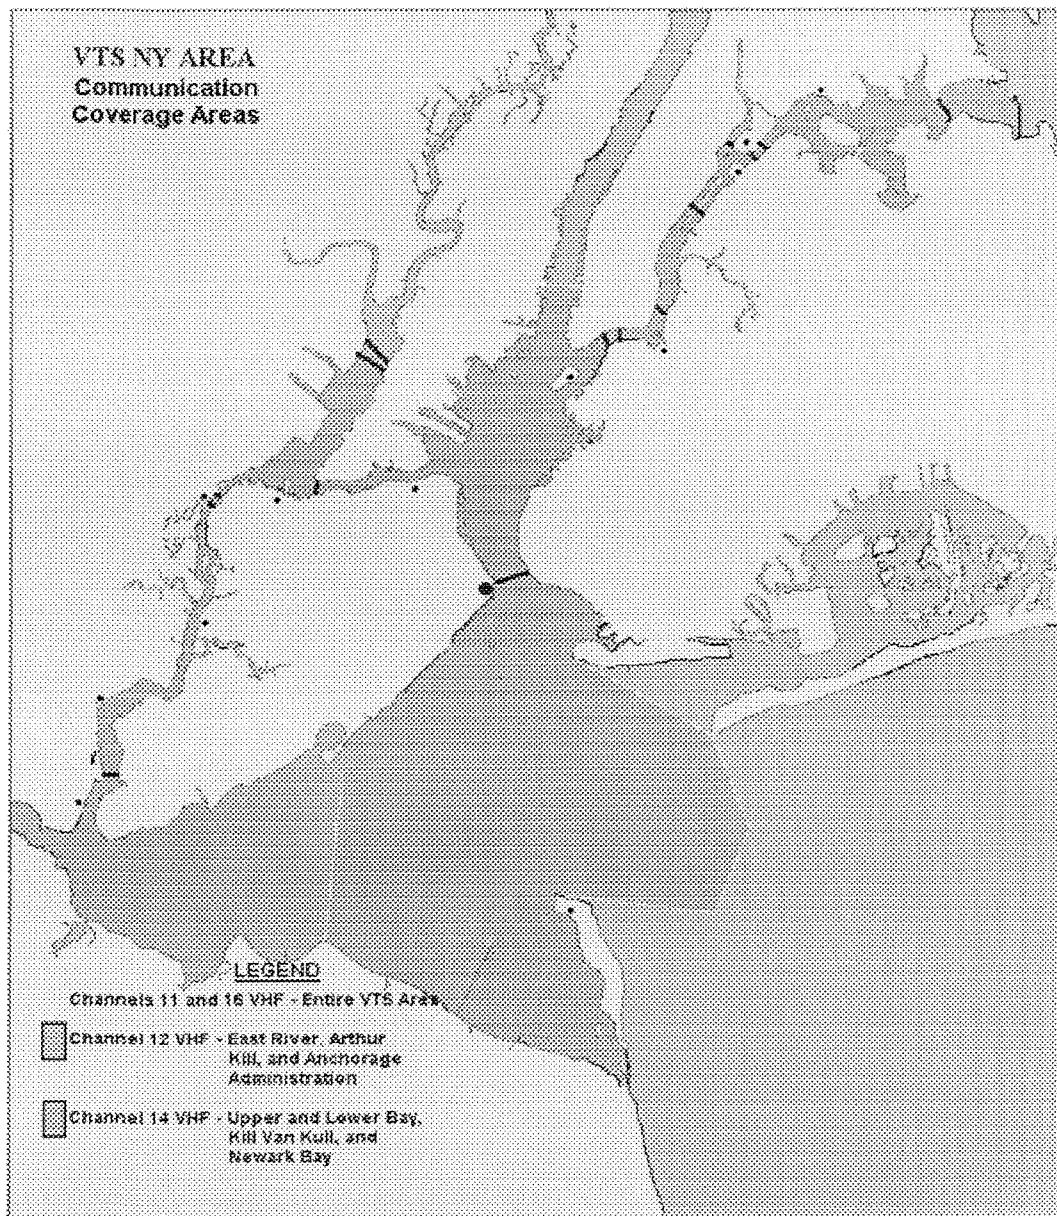 VTS NY AREA
Communication
Coverage Areas
LEGEND
Channels 11 and 16 VHF - Entire VTS Area,
Channel 12 VHF - East River, Arthur
Kill, and Anchorage
Administration
Channel 14 VHF - Upper and Lower Bay,
Kill Van Kull, and
Newark Bay